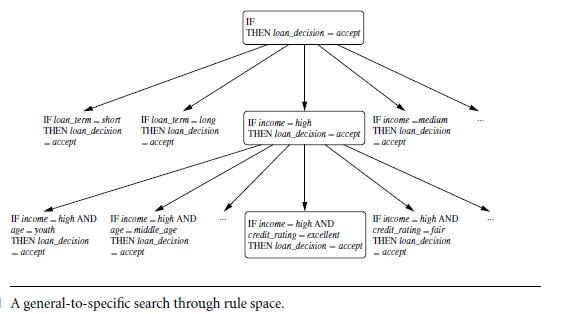 IF
THEN loan_decision = accept
IF loan_term = short
THEN loan_decision
= accept
IF loan_term = long
THEN loan_decision
= accept
IF income = high
THEN loan_decision = accept
IF income = medium
THEN loan_decision
= accept
...
IF income = high AND
age = youth
THEN loan_decision
= accept
IF income = high AND
age = middle_age
THEN loan_decision
= accept
...
IF income = high AND
credit_rating = excellent
THEN loan_decision = accept
IF income = high AND
credit_rating = fair
THEN loan_decision
= accept
...
A general-to-specific search through rule space.